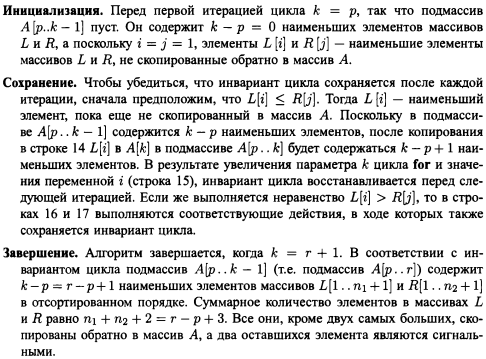 Инициализация. Перед первой итерацией цикла k = p, так что подмассив
A[p..k − 1] пуст. Он содержит k − p = 0 наименьших элементов массивов
L и R, а поскольку i = j = 1, элементы L [i] и R [j] – наименьшие элементы
массивов L и R, не скопированные обратно в массив A.
Сохранение. Чтобы убедиться, что инвариант цикла сохраняется после каждой
итерации, сначала предположим, что L[i] ≤ R[j]. Тогда L [i] — наименьший
элемент, пока еще не скопированный в массив A. Поскольку в подмасси-
ве A[p . . k − 1] содержится k − p наименьших элементов, после копирования
в строке 14 L[i] в A[k] в подмассиве A[p . . k] будет содержаться k − p + 1 наи-
меньших элементов. В результате увеличения параметра k цикла for и значе-
ния переменной i (строка 15), инвариант цикла восстанавливается перед сле-
дующей итерацией. Если же выполняется неравенство L[i] > R[j], то в стро-
ках 16 и 17 выполняются соответствующие действия, в ходе которых также
сохраняется инвариант цикла.
Завершение. Алгоритм завершается, когда k = r + 1. В соответствии с ин-
вариантом цикла подмассив A[p . . k − 1] (т.е. подмассив A[p . . r]) содержит
k − p = r − p + 1 наименьших элементов массивов L[1 . . n₁ + 1] и R[1 . . n₂ + 1]
в отсортированном порядке. Суммарное количество элементов в массивах L
и R равно n₁ + n₂ + 2 = r − p + 3. Все они, кроме двух самых больших, ско-
пированы обратно в массив A, а два оставшихся элемента являются сигналь-
ными.